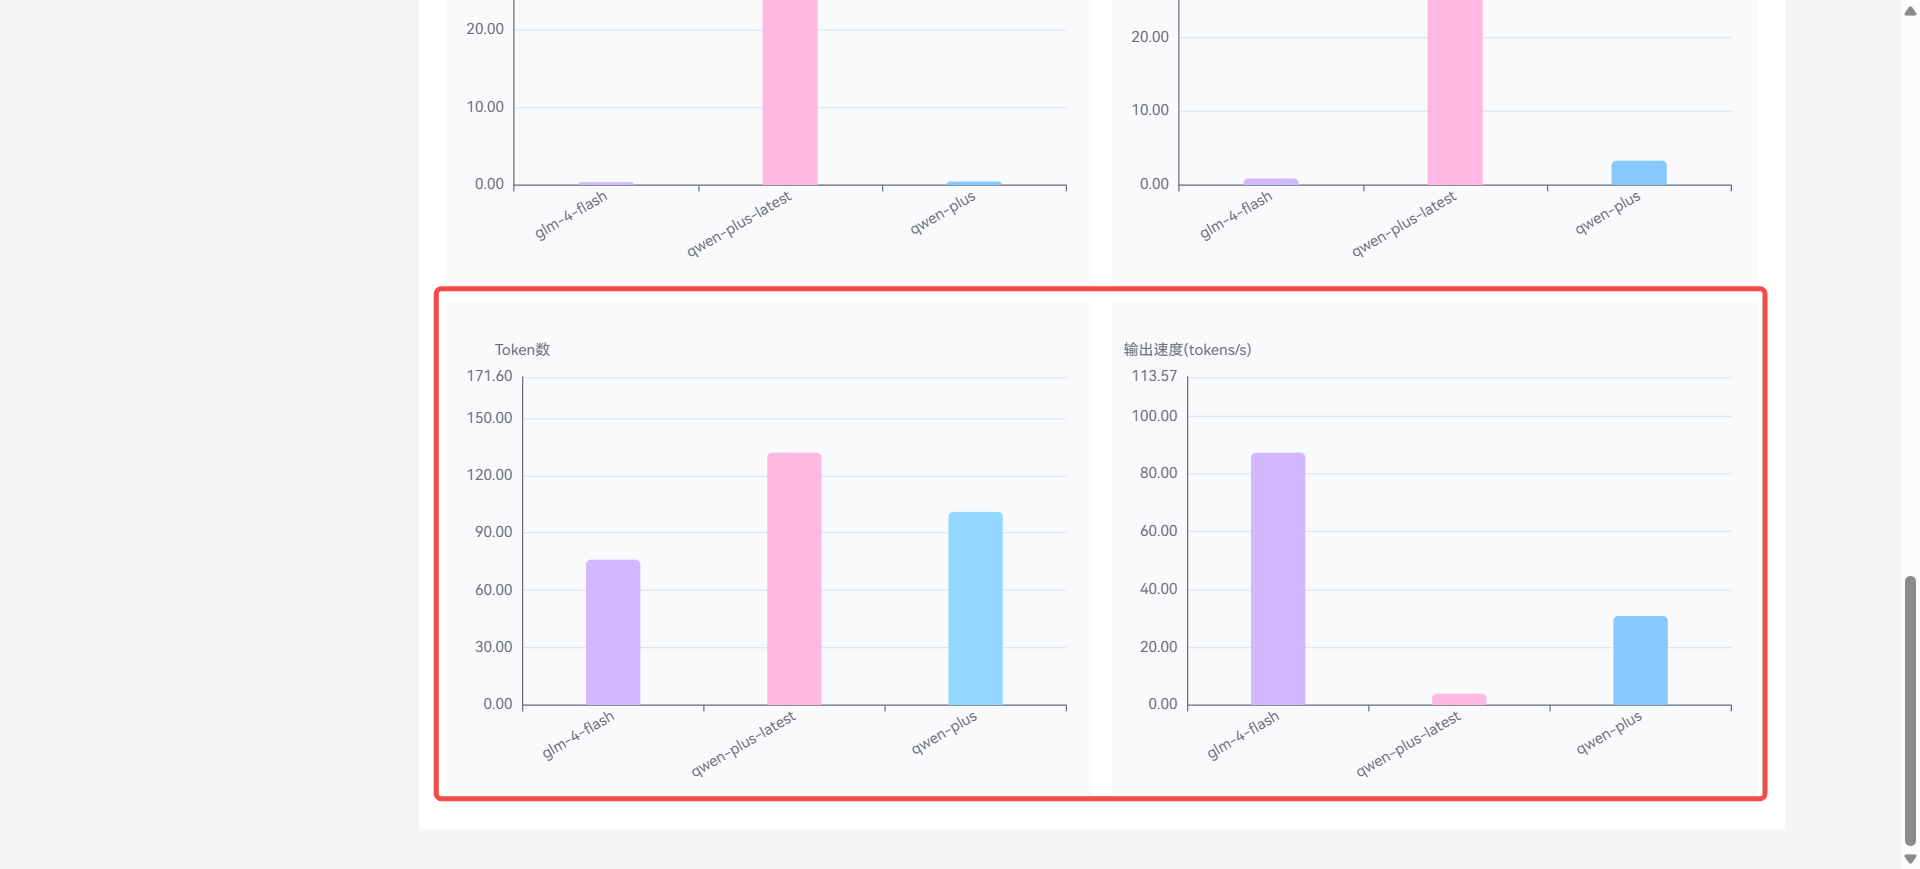 20.00
10.00
0.00
glm-4-flash
qwen-plus-latest
qwen-plus
20.00
10.00
0.00
glm-4-flash
qwen-plus-latest
qwen-plus
Token数
171.60
150.00
120.00
90.00
60.00
30.00
0.00
glm-4-flash
qwen-plus-latest
qwen-plus
输出速度(tokens/s)
113.57
100.00
80.00
60.00
40.00
20.00
0.00
glm-4-flash
qwen-plus-latest
qwen-plus